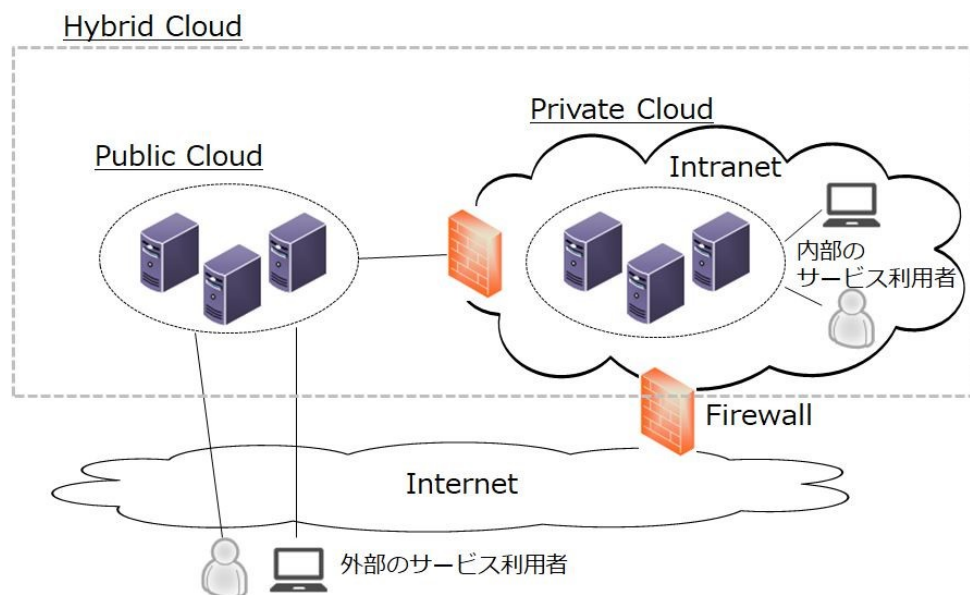 Hybrid Cloud
Private Cloud
Public Cloud
Intranet
内部の
サービス利用者
Firewall
Internet
外部のサービス利用者